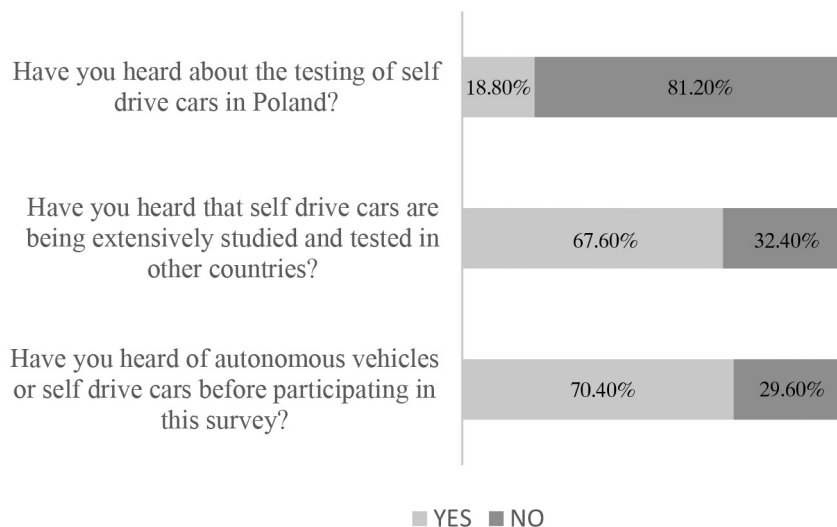 Have you heard about the testing of self
drive cars in Poland?
18.80% 81.20%
Have you heard that self drive cars are
being extensively studied and tested in
other countries?
67.60% 32.40%
Have you heard of autonomous vehicles
or self drive cars before participating in
this survey?
70.40% 29.60%
YES NO